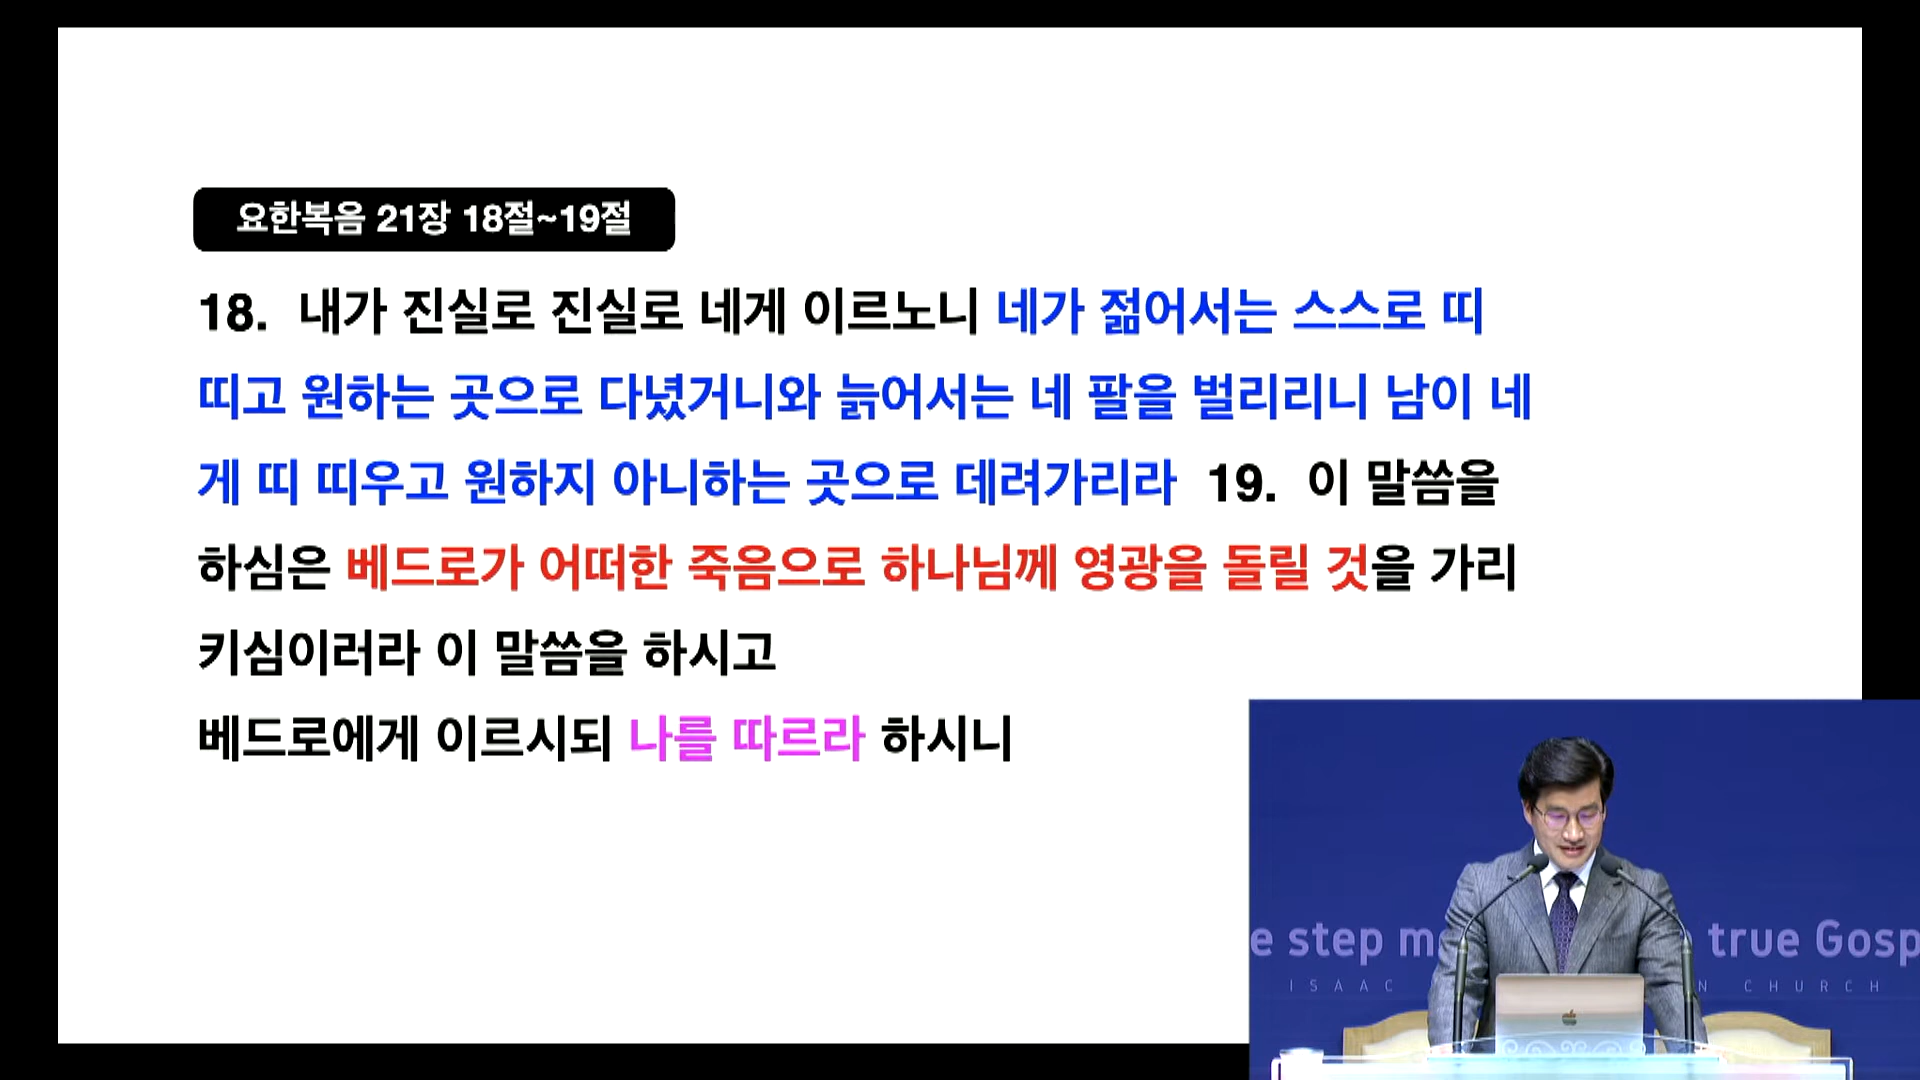 요한복음 21장 18절~19절
18. 내가 진실로 진실로 네게 이르노니 네가 젊어서는 스스로 띠
띠고 원하는 곳으로 다녔거니와 늙어서는 네 팔을 벌리리니 남이 네
게 띠 띠우고 원하지 아니하는 곳으로 데려가리라 19. 이 말씀을
하심은 베드로가 어떠한 죽음으로 하나님께 영광을 돌릴 것을 가리
키심이러라 이 말씀을 하시고
베드로에게 이르시되 나를 따르라 하시니
e step m true Gosp
ISAAC N CHURCH